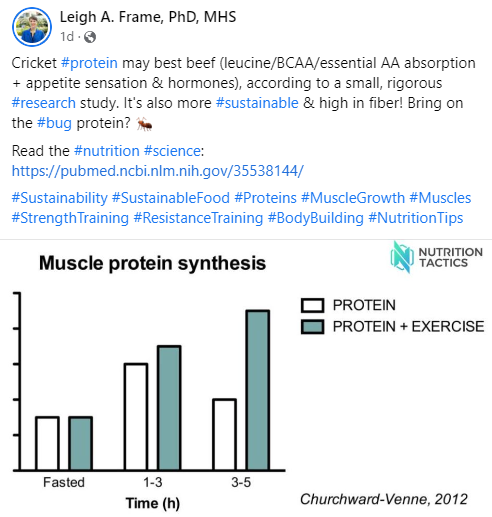 Leigh A. Frame, PhD, MHS
1d ·
Cricket #protein may best beef (leucine/BCAA/essential AA absorption
+ appetite sensation & hormones), according to a small, rigorous
#research study. It's also more #sustainable & high in fiber! Bring on
the #bug protein? 🐜
Read the #nutrition #science:
https://pubmed.ncbi.nlm.nih.gov/35538144/
#Sustainability #SustainableFood #Proteins #MuscleGrowth #Muscles
#StrengthTraining #ResistanceTraining #BodyBuilding #NutritionTips
Muscle protein synthesis
NUTRITION
TACTICS
PROTEIN
PROTEIN + EXERCISE
Fasted 1-3 3-5
Time (h)
Churchward-Venne, 2012